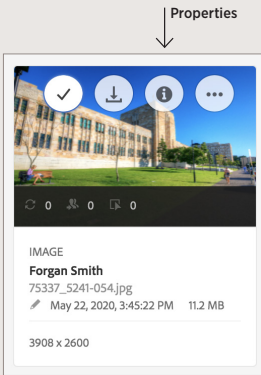 Properties
0 0 0
IMAGE
Forgan Smith
75337_5241-054.jpg
May 22, 2020, 3:45:22 PM 11.2 MB
3908 x 2600